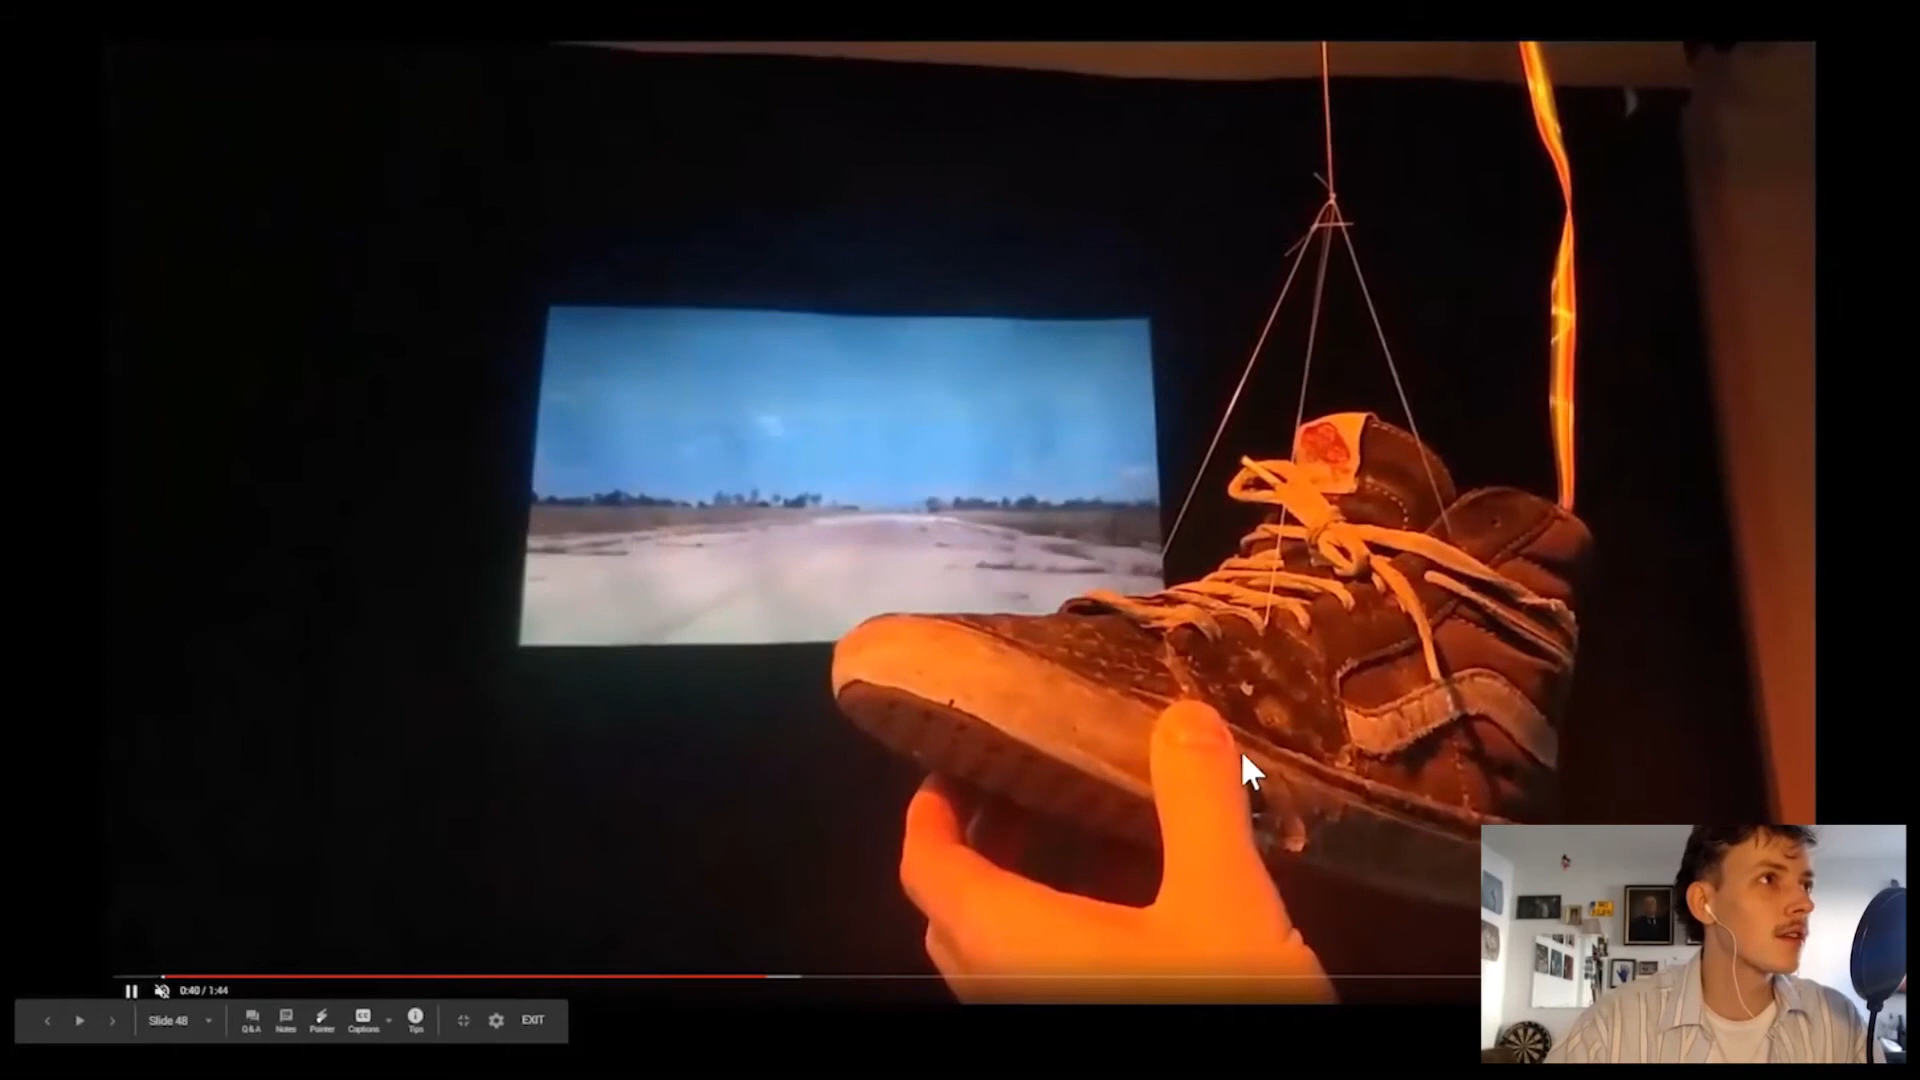 0:40 / 1:44
Slide 48
Q&A
Notes
Pointer
Captions
Tips
EXIT